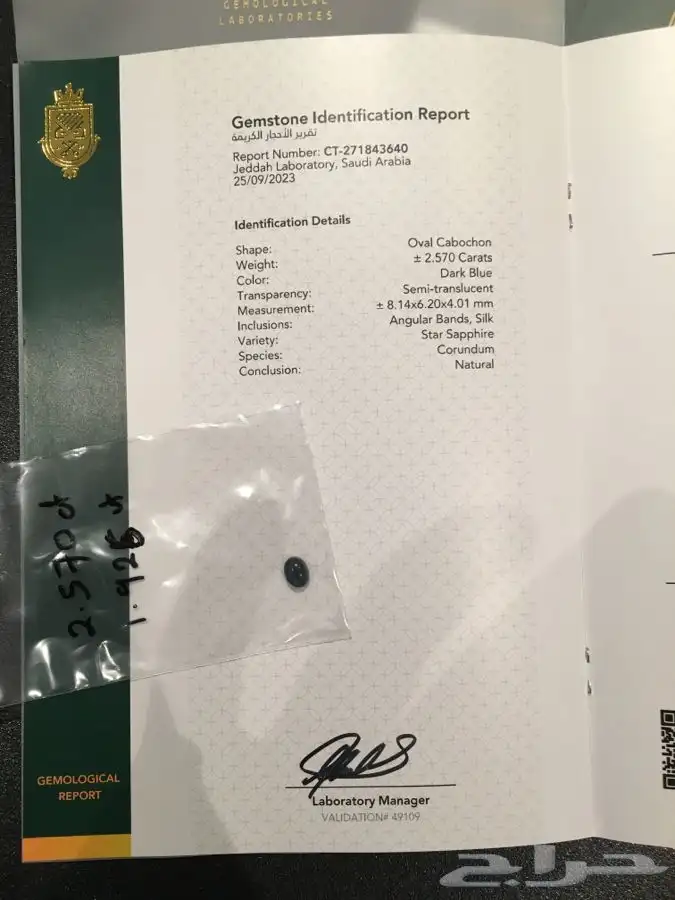 GEMOLOGICAL
LABORATORIES
Gemstone Identification Report
تقرير الأحجار الكريمة
Report Number: CT-271843640
Jeddah Laboratory, Saudi Arabia
25/09/2023
Identification Details
Shape: Oval Cabochon
Weight: ± 2.570 Carats
Color: Dark Blue
Transparency: Semi-translucent
Measurement: ± 8.14x6.20x4.01 mm
Inclusions: Angular Bands, Silk
Variety: Star Sapphire
Species: Corundum
Conclusion: Natural
2.570 ct
GEMOLOGICAL
REPORT
Laboratory Manager
VALIDATION# 49109
حراج